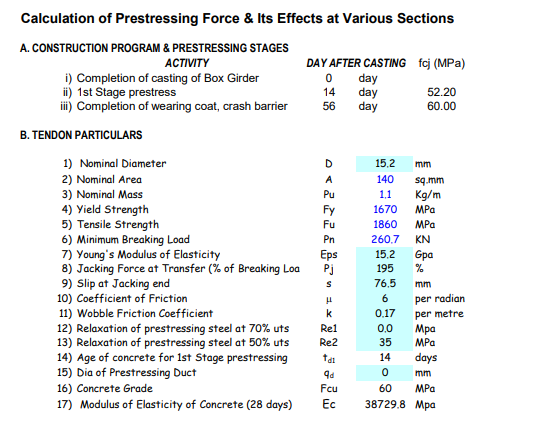 Calculation of Prestressing Force & Its Effects at Various Sections
A. CONSTRUCTION PROGRAM & PRESTRESSING STAGES
ACTIVITY DAY AFTER CASTING fcj (MPa)
i) Completion of casting of Box Girder 0 day
ii) 1st Stage prestress 14 day 52.20
iii) Completion of wearing coat, crash barrier 56 day 60.00
B. TENDON PARTICULARS
1) Nominal Diameter D 15.2 mm
2) Nominal Area A 140 sq.mm
3) Nominal Mass Pu 1.1 Kg/m
4) Yield Strength Fy 1670 MPa
5) Tensile Strength Fu 1860 MPa
6) Minimum Breaking Load Pn 260.7 KN
7) Young's Modulus of Elasticity Eps 15.2 Gpa
8) Jacking Force at Transfer (% of Breaking Loa Pj 195 %
9) Slip at Jacking end s 76.5 mm
10) Coefficient of Friction μ 6 per radian
11) Wobble Friction Coefficient k 0.17 per metre
12) Relaxation of prestressing steel at 70% uts Re1 0.0 Mpa
13) Relaxation of prestressing steel at 50% uts Re2 35 MPa
14) Age of concrete for 1st Stage prestressing td1 14 days
15) Dia of Prestressing Duct qd 0 mm
16) Concrete Grade Fcu 60 MPa
17) Modulus of Elasticity of Concrete (28 days) Ec 38729.8 Mpa